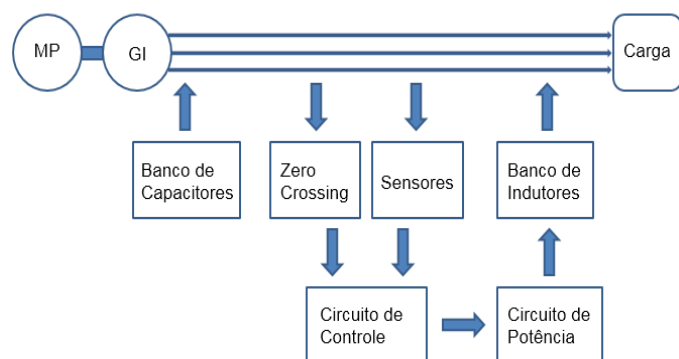 MP
GI
Carga
Banco de
Capacitores
Zero
Crossing
Sensores
Banco de
Indutores
Circuito de
Controle
Circuito de
Potência